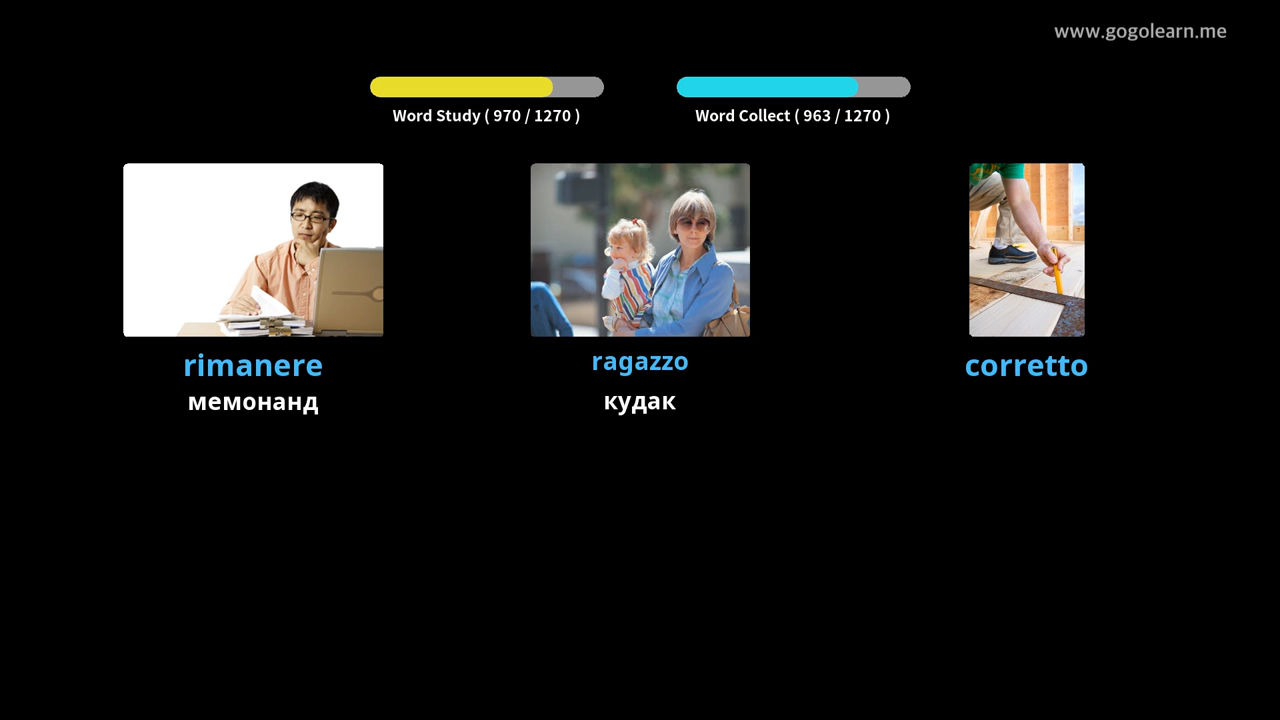 www.gogolearn.me
Word Study ( 970 / 1270 )
Word Collect ( 963 / 1270 )
rimanere
мемонанд
ragazzo
кудак
corretto